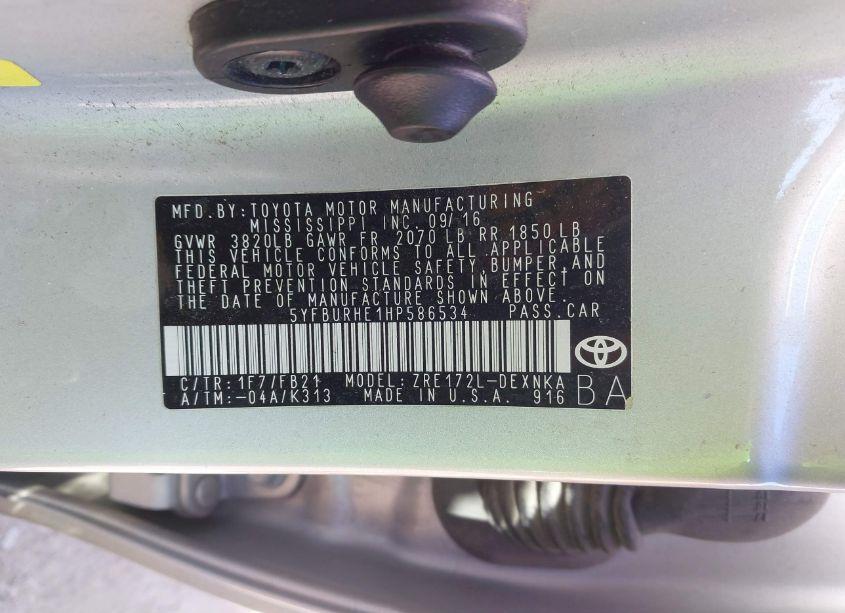 MFD.BY:TOYOTA MOTOR MANUFACTURING
MISSISSIPPI INC. 09/16
GVWR 3820LB GAWR FR 2070 LB RR 1850 LB
THIS VEHICLE CONFORMS TO ALL APPLICABLE
FEDERAL MOTOR VEHICLE SAFETY,BUMPER,AND
THEFT PREVENTION STANDARDS IN EFFECT ON
THE DATE OF MANUFACTURE SHOWN ABOVE.
5YFBURHE1HP586534 PASS.CAR
C/TR:1F7/FB21 MODEL:ZRE172L-DEXNKA
A/TM:-04A/K313 MADE IN U.S.A. 916
BA